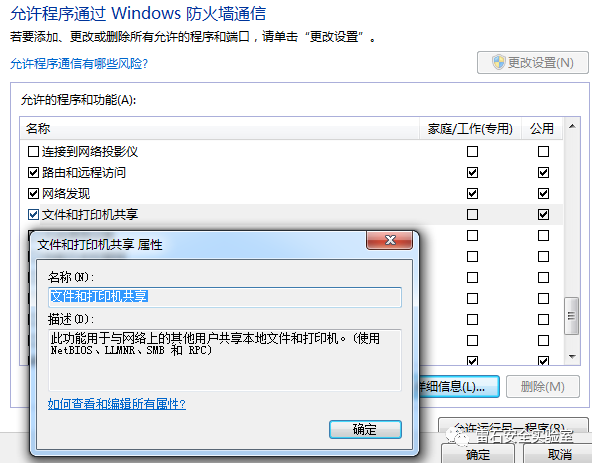 允许程序通过 Windows 防火墙通信
若要添加、更改或删除所有允许的程序和端口，请单击“更改设置”。
允许程序通信有哪些风险?
更改设置(N)
允许的程序和功能(A):
名称 家庭/工作(专用) 公用
连接到网络投影仪
路由和远程访问
网络发现
文件和打印机共享
文件和打印机共享 属性
名称(N):
文件和打印机共享
描述(D):
此功能用于与网络上的其他用户共享本地文件和打印机。(使用
NetBIOS、LLMNR、SMB 和 RPC)
如何查看和编辑所有属性?
确定
详细信息(L)... 删除(M)
允许运行另一程序(R)...
雷石安全实验室
确定 取消